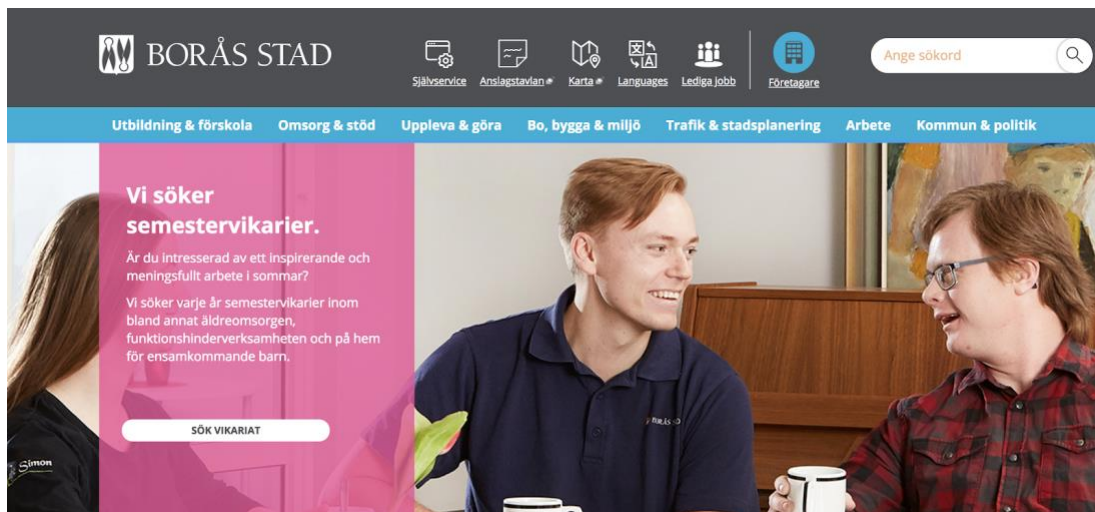 BORÅS STAD
Självservice
Anslagstavlan
Karta
Languages
Lediga jobb
Företagare
Ange sökord
Utbildning & förskola
Omsorg & stöd
Uppleva & göra
Bo, bygga & miljö
Trafik & stadsplanering
Arbete
Kommun & politik
Vi söker
semestervikarier.
Är du intresserad av ett inspirerande och
meningsfullt arbete i sommar?
Vi söker varje år semestervikarier inom
bland annat äldreomsorgen,
funktionshinderverksamheten och på hem
för ensamkommande barn.
SÖK VIKARIAT
Simon